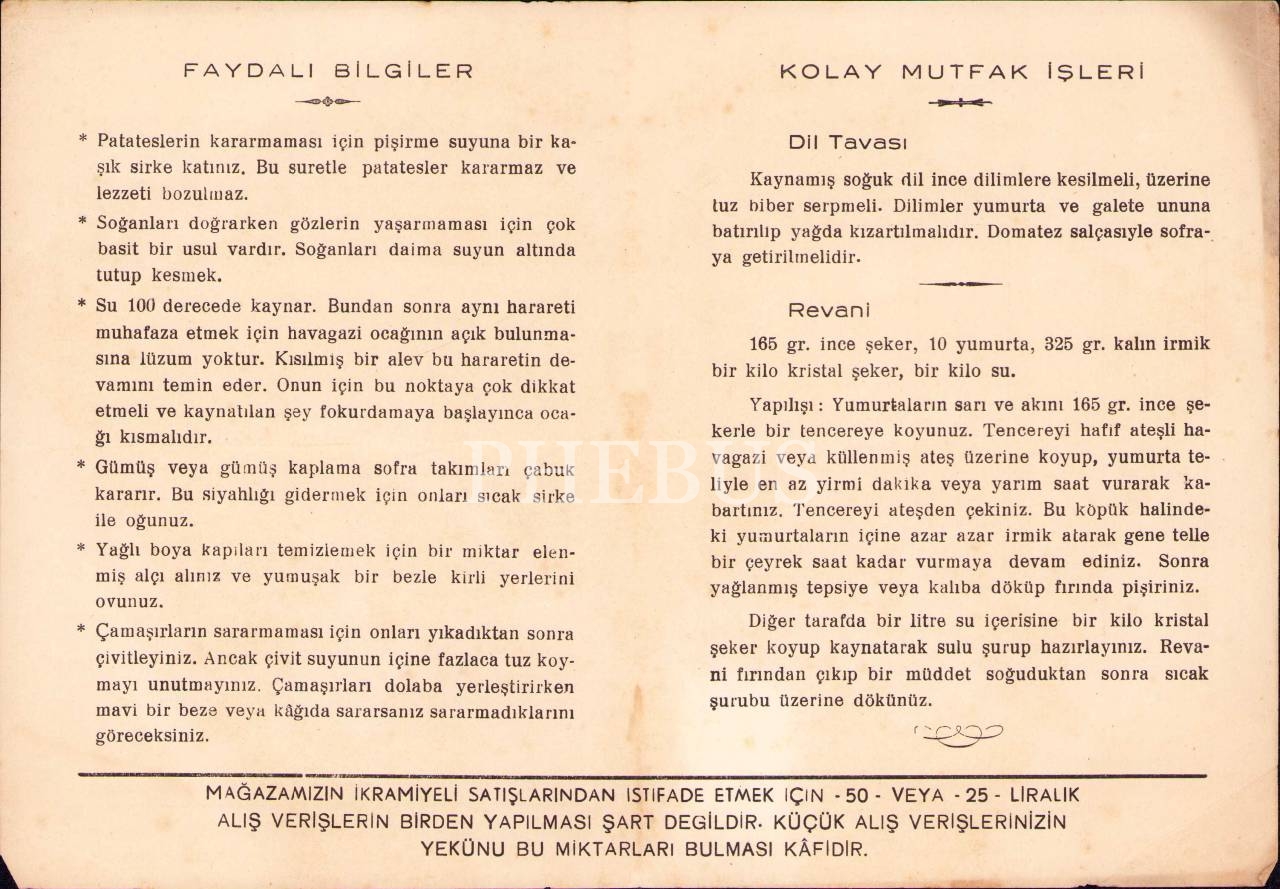 FAYDALI BİLGİLER
* Patateslerin kararmaması için pişirme suyuna bir ka-
şık sirke katınız. Bu suretle patatesler kararmaz ve
lezzeti bozulmaz.
* Soğanları doğrarken gözlerin yaşarmaması için çok
basit bir usul vardır. Soğanları daima suyun altında
tutup kesmek.
* Su 100 derecede kaynar. Bundan sonra aynı harareti
muhafaza etmek için havagazi ocağının açık bulunma-
sına lüzum yoktur. Kısılmış bir alev bu hararetin de-
vamını temin eder. Onun için bu noktaya çok dikkat
etmeli ve kaynatılan şey fokurdamaya başlayınca oca-
ğı kısmalıdır.
* Gümüş veya gümüş kaplama sofra takımları çabuk
kararır. Bu siyahlığı gidermek için onları sıcak sirke
ile oğunuz.
* Yağlı boya kapıları temizlemek için bir miktar elen-
miş alçı alınız ve yumuşak bir bezle kirli yerlerini
ovunuz.
* Çamaşırların sararmaması için onları yıkadıktan sonra
çivitleyiniz. Ancak çivit suyunun içine fazlaca tuz koy-
mayı unutmayınız. Çamaşırları dolaba yerleştirirken
mavi bir beze veya kâğıda sararsanız sararmadıklarını
göreceksiniz.
KOLAY MUTFAK İŞLERİ
Dil Tavası
Kaynamış soğuk dil ince dilimlere kesilmeli, üzerine
tuz biber serpmeli. Dilimler yumurta ve galete ununa
batırılıp yağda kızartılmalıdır. Domatez salçasıyle sofra-
ya getirilmelidir.
Revani
165 gr. ince şeker, 10 yumurta, 325 gr. kalın irmik
bir kilo kristal şeker, bir kilo su.
Yapılışı : Yumurtaların sarı ve akını 165 gr. ince şe-
kerle bir tencereye koyunuz. Tencereyi hafif ateşli ha-
vagazi veya küllenmiş ateş üzerine koyup, yumurta te-
liyle en az yirmi dakika veya yarım saat vurarak ka-
bartınız. Tencereyi ateşden çekiniz. Bu köpük halinde-
ki yumurtaların içine azar azar irmik atarak gene telle
bir çeyrek saat kadar vurmaya devam ediniz. Sonra
yağlanmış tepsiye veya kalıba döküp fırında pişiriniz.
Diğer tarafda bir litre su içerisine bir kilo kristal
şeker koyup kaynatarak sulu şurup hazırlayınız. Reva-
ni fırından çıkıp bir müddet soğuduktan sonra sıcak
şurubu üzerine dökünüz.
MAĞAZAMIZIN İKRAMİYELİ SATIŞLARINDAN ISTIFADE ETMEK IÇIN - 50 - VEYA - 25 - LİRALIK
ALIŞ VERİŞLERİN BİRDEN YAPILMASI ŞART DEGİLDİR. KÜÇÜK ALIŞ VERİŞLERİNİZİN
YEKÜNU BU MİKTARLARI BULMASI KÂFİDİR.
PHEBUS